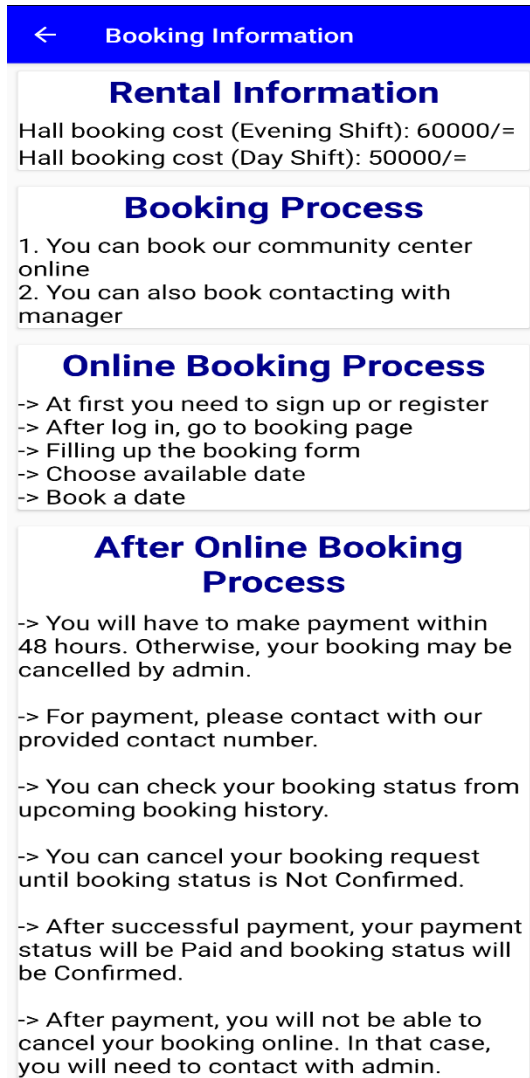 Booking Information
Rental Information
Hall booking cost (Evening Shift): 60000/=
Hall booking cost (Day Shift): 50000/=
Booking Process
1. You can book our community center
online
2. You can also book contacting with
manager
Online Booking Process
-> At first you need to sign up or register
-> After log in, go to booking page
-> Filling up the booking form
-> Choose available date
-> Book a date
After Online Booking
Process
-> You will have to make payment within
48 hours. Otherwise, your booking may be
cancelled by admin.
-> For payment, please contact with our
provided contact number.
-> You can check your booking status from
upcoming booking history.
-> You can cancel your booking request
until booking status is Not Confirmed.
-> After successful payment, your payment
status will be Paid and booking status will
be Confirmed.
-> After payment, you will not be able to
cancel your booking online. In that case,
you will need to contact with admin.